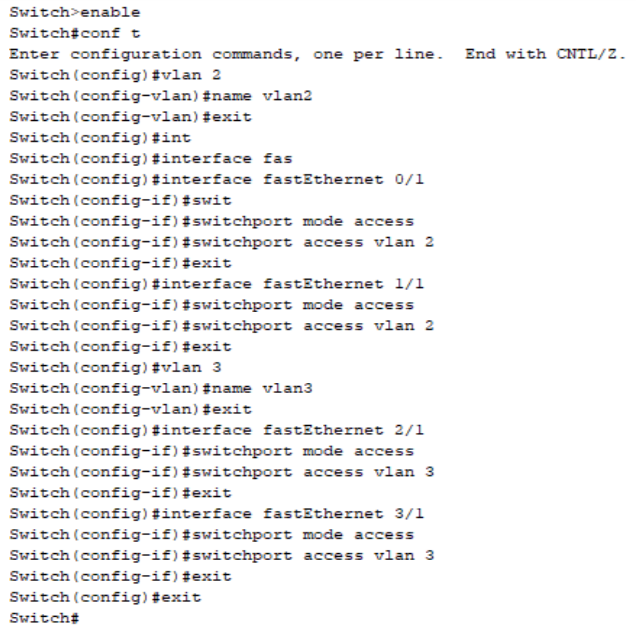 Switch>enable
Switch#conf t
Enter configuration commands, one per line.  End with CNTL/Z.
Switch(config)#vlan 2
Switch(config-vlan)#name vlan2
Switch(config-vlan)#exit
Switch(config)#int
Switch(config)#interface fas
Switch(config)#interface fastEthernet 0/1
Switch(config-if)#swit
Switch(config-if)#switchport mode access
Switch(config-if)#switchport access vlan 2
Switch(config-if)#exit
Switch(config)#interface fastEthernet 1/1
Switch(config-if)#switchport mode access
Switch(config-if)#switchport access vlan 2
Switch(config-if)#exit
Switch(config)#vlan 3
Switch(config-vlan)#name vlan3
Switch(config-vlan)#exit
Switch(config)#interface fastEthernet 2/1
Switch(config-if)#switchport mode access
Switch(config-if)#switchport access vlan 3
Switch(config-if)#exit
Switch(config)#interface fastEthernet 3/1
Switch(config-if)#switchport mode access
Switch(config-if)#switchport access vlan 3
Switch(config-if)#exit
Switch(config)#exit
Switch#